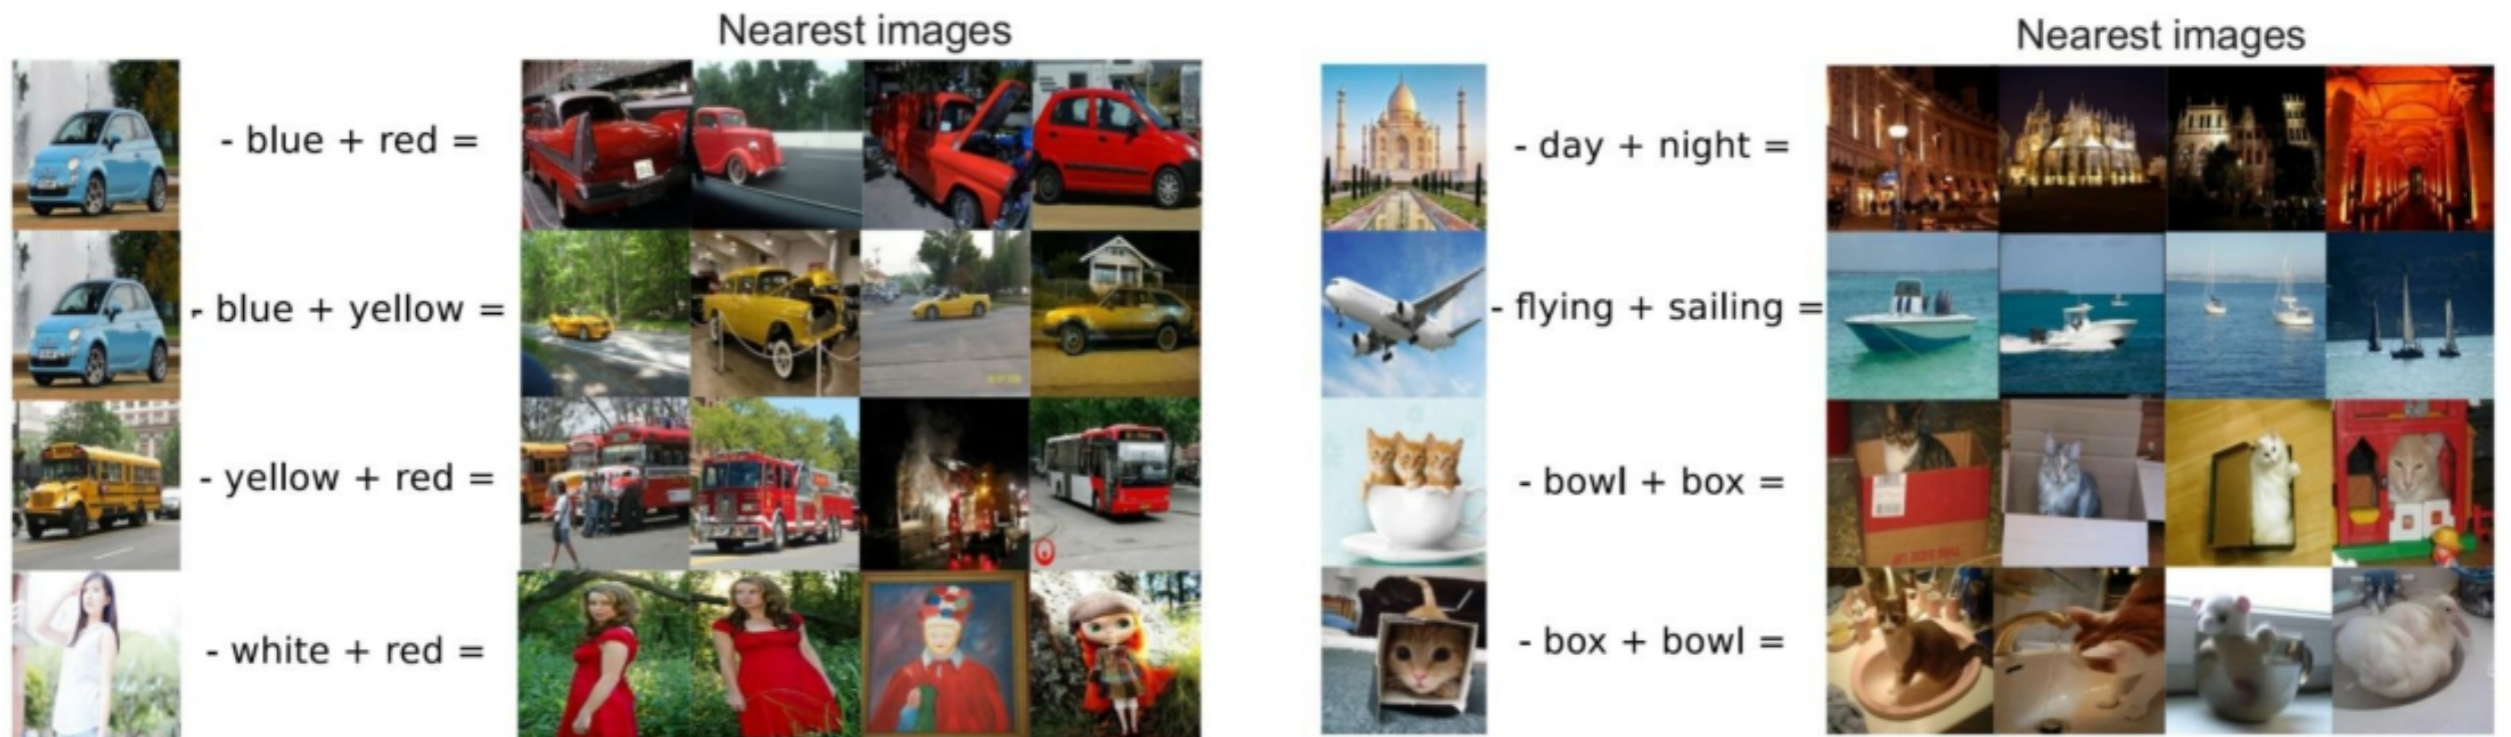 Nearest images
- blue + red =
- blue + yellow =
- yellow + red =
- white + red =
Nearest images
- day + night =
- flying + sailing =
- bowl + box =
- box + bowl =